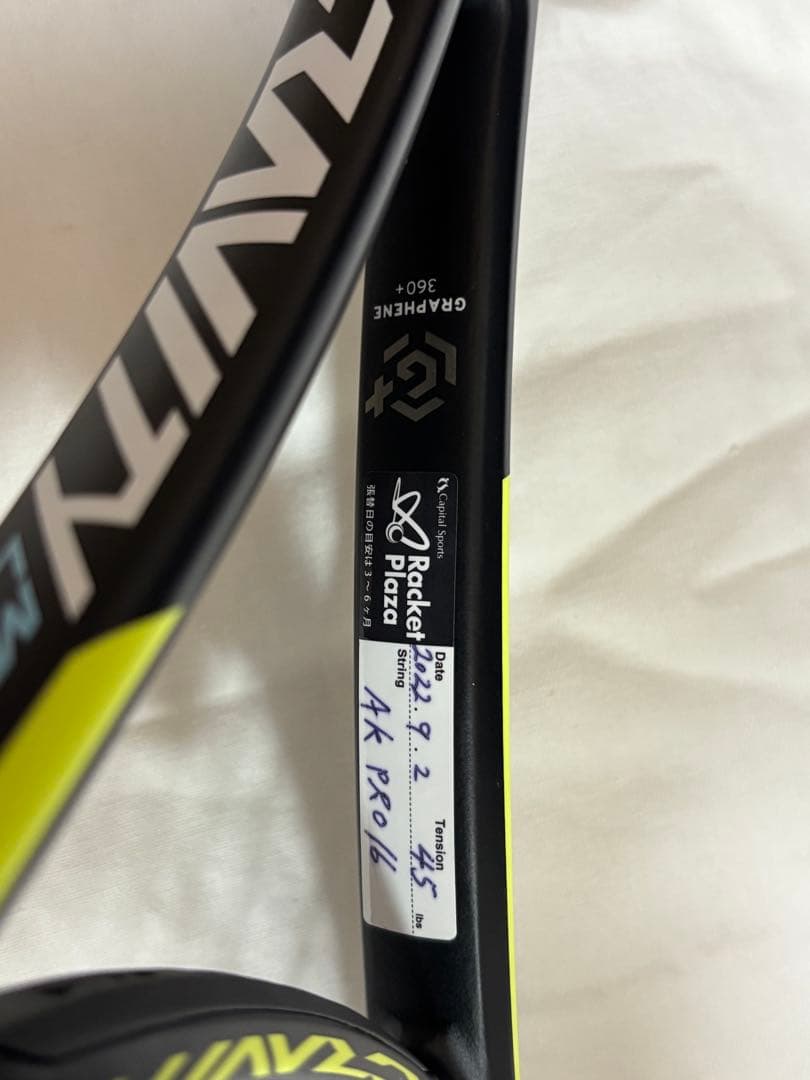 GRAPHENE
360+
G+
Capital Sports
Racket
Plaza
張替日の目安は3~6ヶ月
Date 2022.9.2 Tension 45 lbs
String AK PRO 16